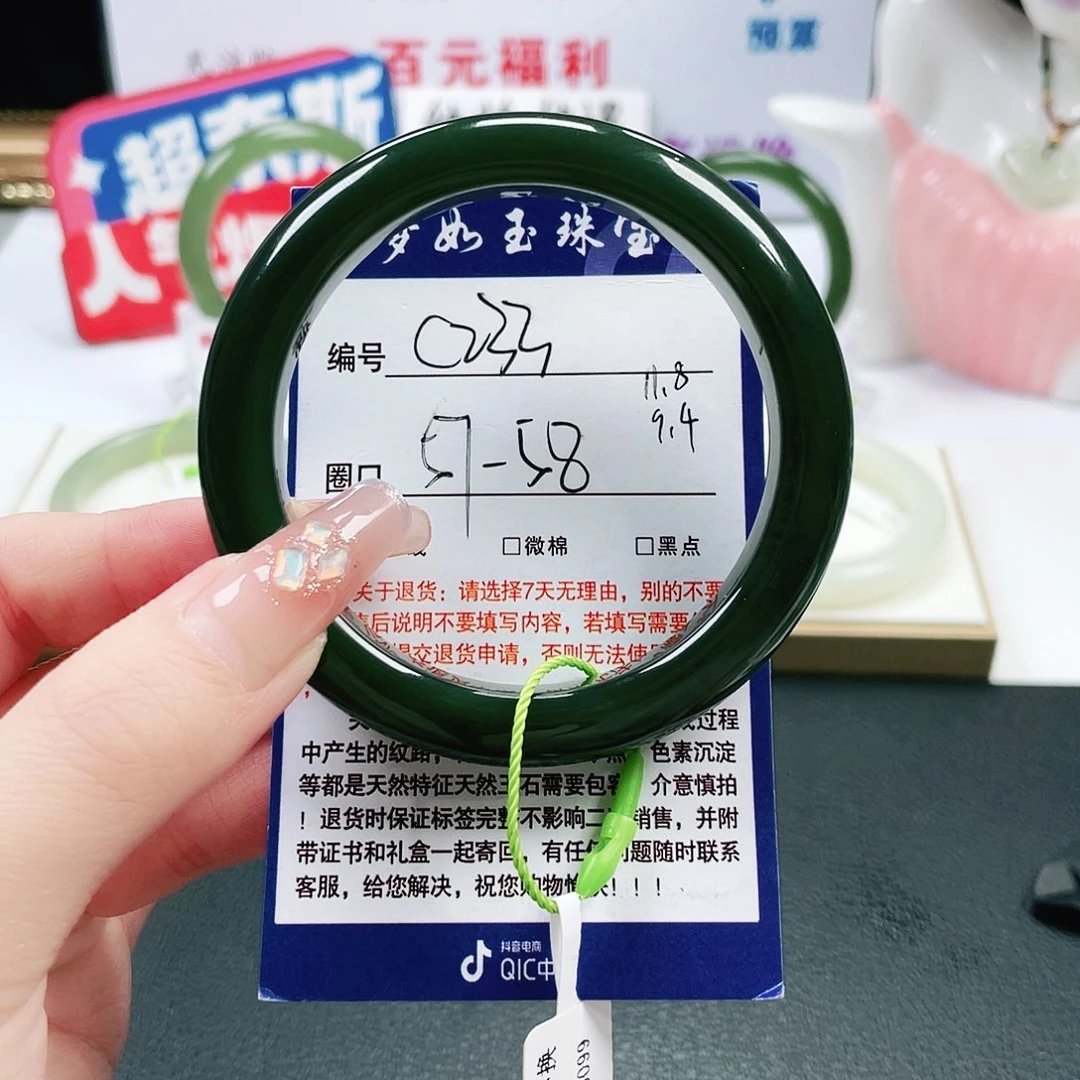 预算
百元福利
超奈斯
梦如玉珠宝
编号 0233
11.8
9.4
圈口 57-58
□微棉 □黑点
关于退货：请选择7天无理由，别的不要
后说明不要填写内容，若填写需要
提交退货申请，否则无法使
过程
中产生的纹路， 色素沉淀
等都是天然特征天然玉石需要包容 介意慎拍
！退货时保证标签完整不影响二 销售，并附
带证书和礼盒一起寄回，有任 问题随时联系
客服，给您解决，祝您购物愉快！！！
抖音电商
QIC中
换